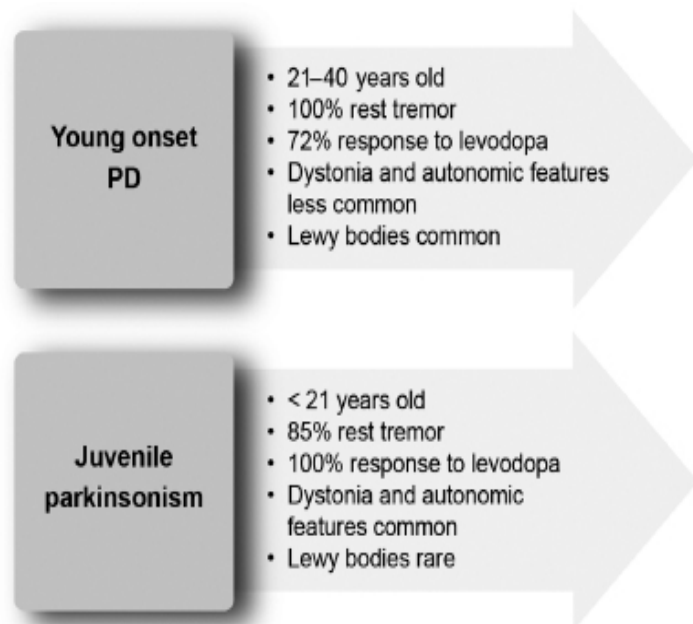 Young onset
PD
• 21–40 years old
• 100% rest tremor
• 72% response to levodopa
• Dystonia and autonomic features
less common
• Lewy bodies common
Juvenile
parkinsonism
• < 21 years old
• 85% rest tremor
• 100% response to levodopa
• Dystonia and autonomic
features common
• Lewy bodies rare